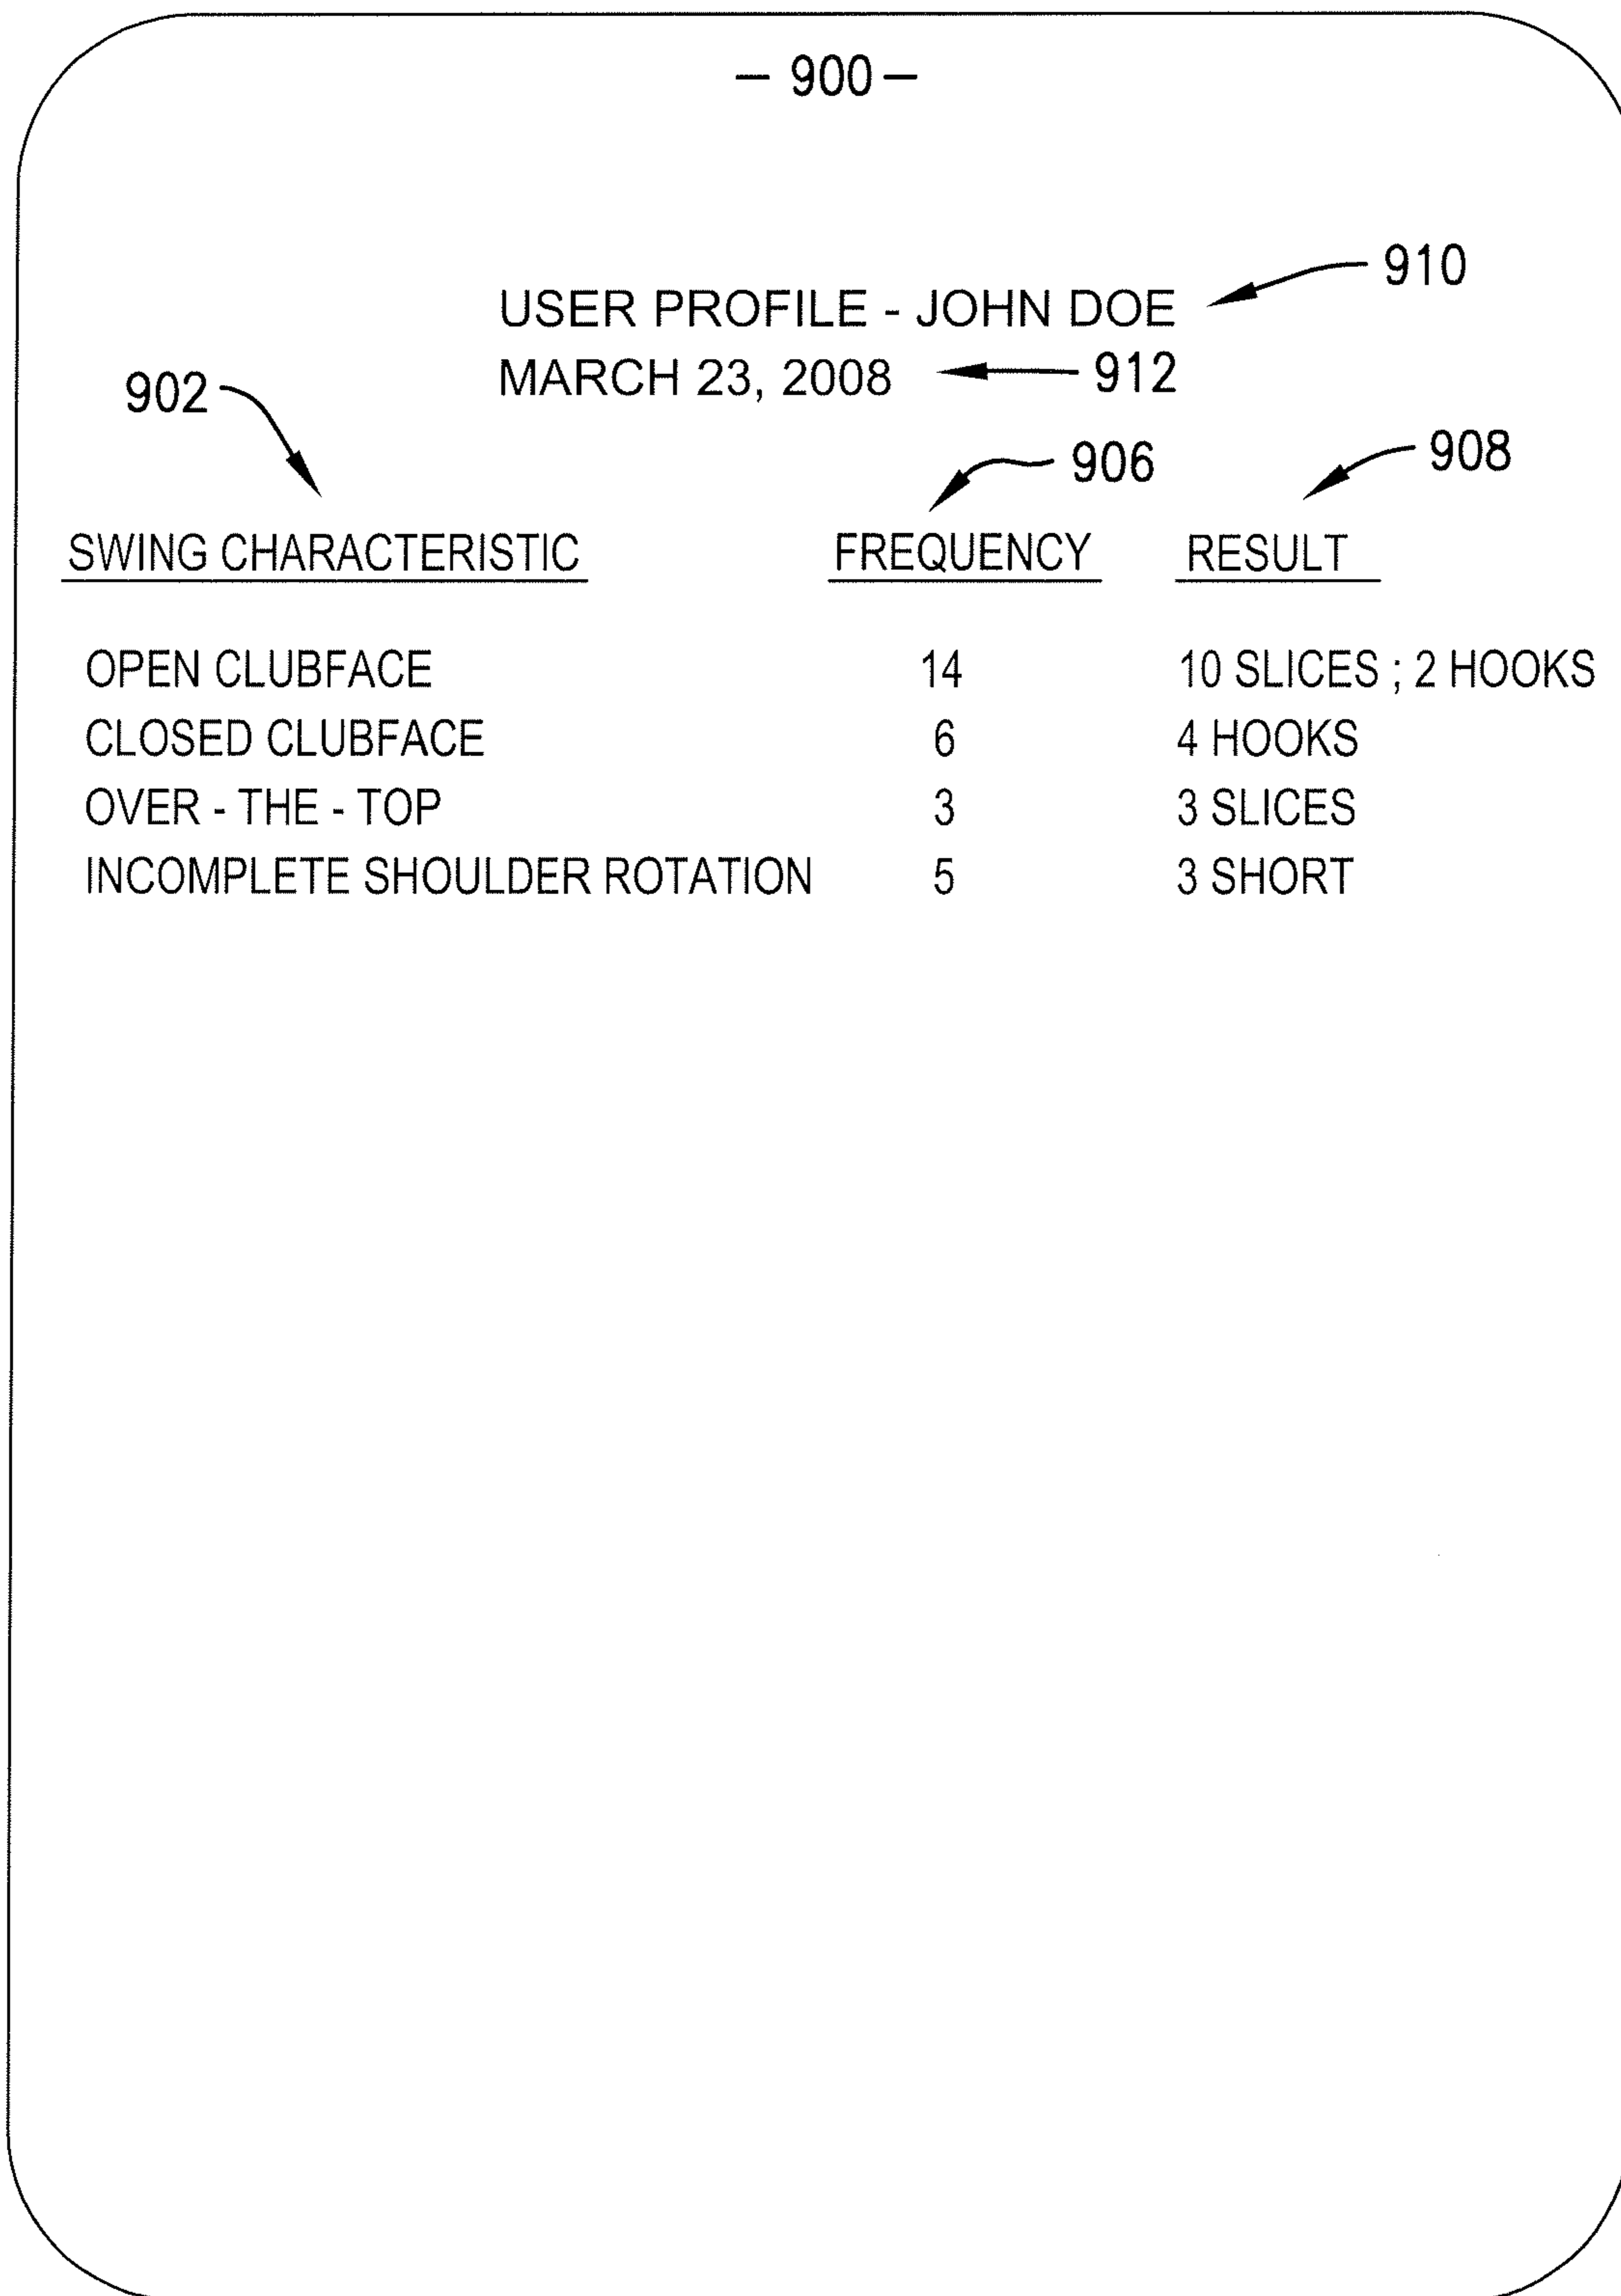 - 900 -
910
USER PROFILE - JOHN DOE
MARCH 23, 2008 912
902
906 908
SWING CHARACTERISTIC FREQUENCY RESULT
OPEN CLUBFACE 14 10 SLICES ; 2 HOOKS
CLOSED CLUBFACE 6 4 HOOKS
OVER - THE - TOP 3 3 SLICES
INCOMPLETE SHOULDER ROTATION 5 3 SHORT